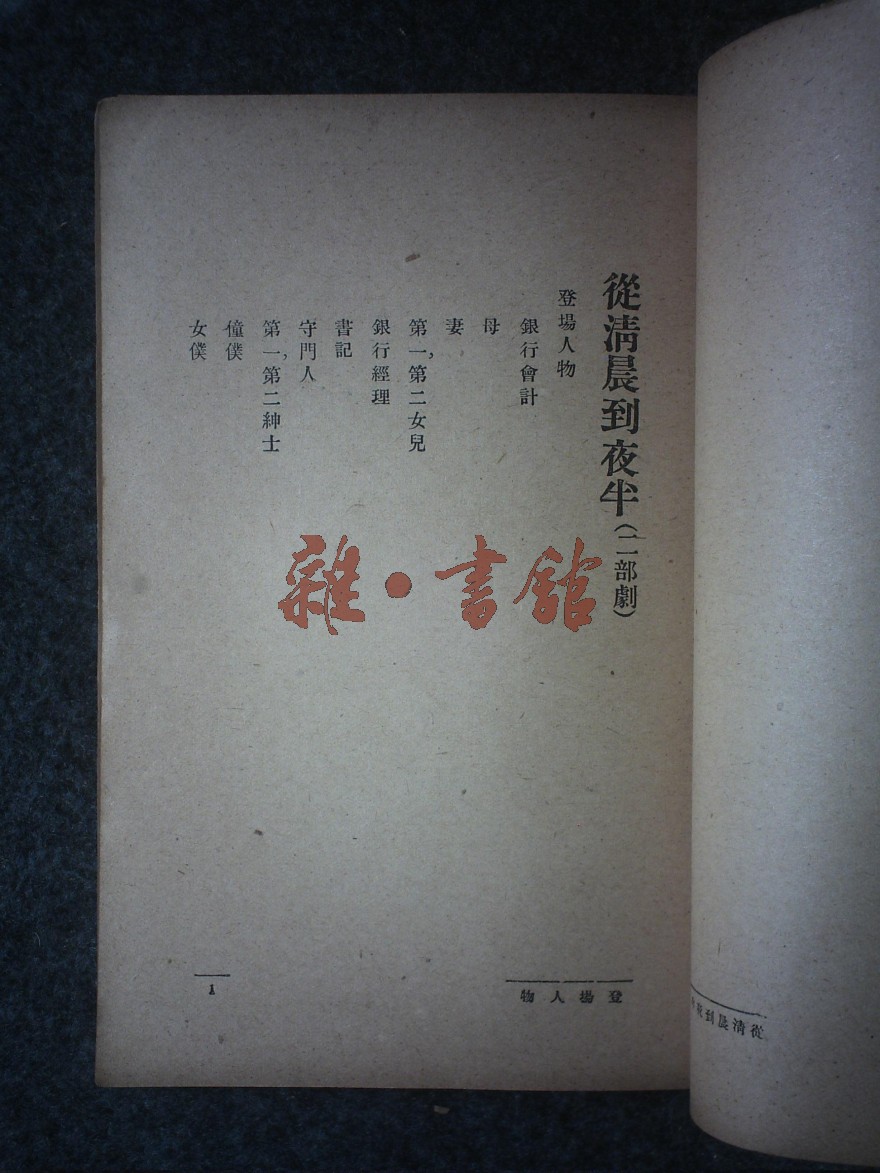 從清晨到夜半(二部劇)
登場人物
銀行會計
母
妻
第一,第二女兒
銀行經理
書記
守門人
第一,第二紳士
僮僕
女僕
雜·書館
登場人物
1
從清晨到夜